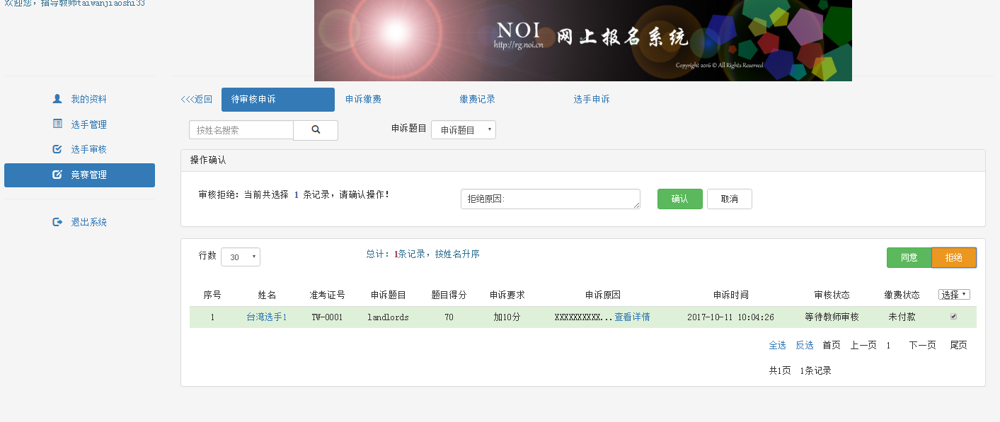 欢迎您，指导教师taiwanjiaoshi33
NOI 网上报名系统
http://rg.noi.cn
Copyright 2016 © All Rights Reserved
我的资料
选手管理
选手审核
竟赛管理
退出系统
<<<返回 待审核申诉 申诉缴费 缴费记录 选手申诉
按姓名搜索 申诉题目 申诉题目
操作确认
审核拒绝: 当前共选择 1 条记录, 请确认操作! 拒绝原因: 确认 取消
行数 30 总计: 1条记录, 按姓名升序 同意 拒绝
序号 姓名 准考证号 申诉题目 题目得分 申诉要求 申诉原因 申诉时间 审核状态 缴费状态 选择
1 台湾选手1 TW-0001 landlords 70 加10分 XXXXXXXXXX...查看详情 2017-10-11 10:04:26 等待教师审核 未付款
全选 反选 首页 上一页 1 下一页 尾页
共1页 1条记录